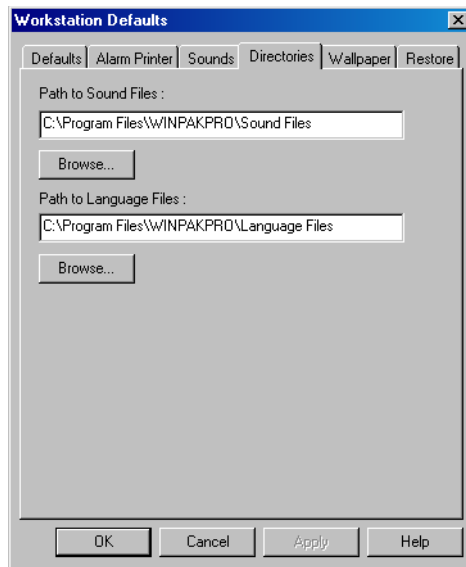 Workstation Defaults
Defaults Alarm Printer Sounds Directories Wallpaper Restore
Path to Sound Files :
C:\Program Files\WINPAKPRO\Sound Files
Browse...
Path to Language Files :
C:\Program Files\WINPAKPRO\Language Files
Browse...
OK Cancel Apply Help